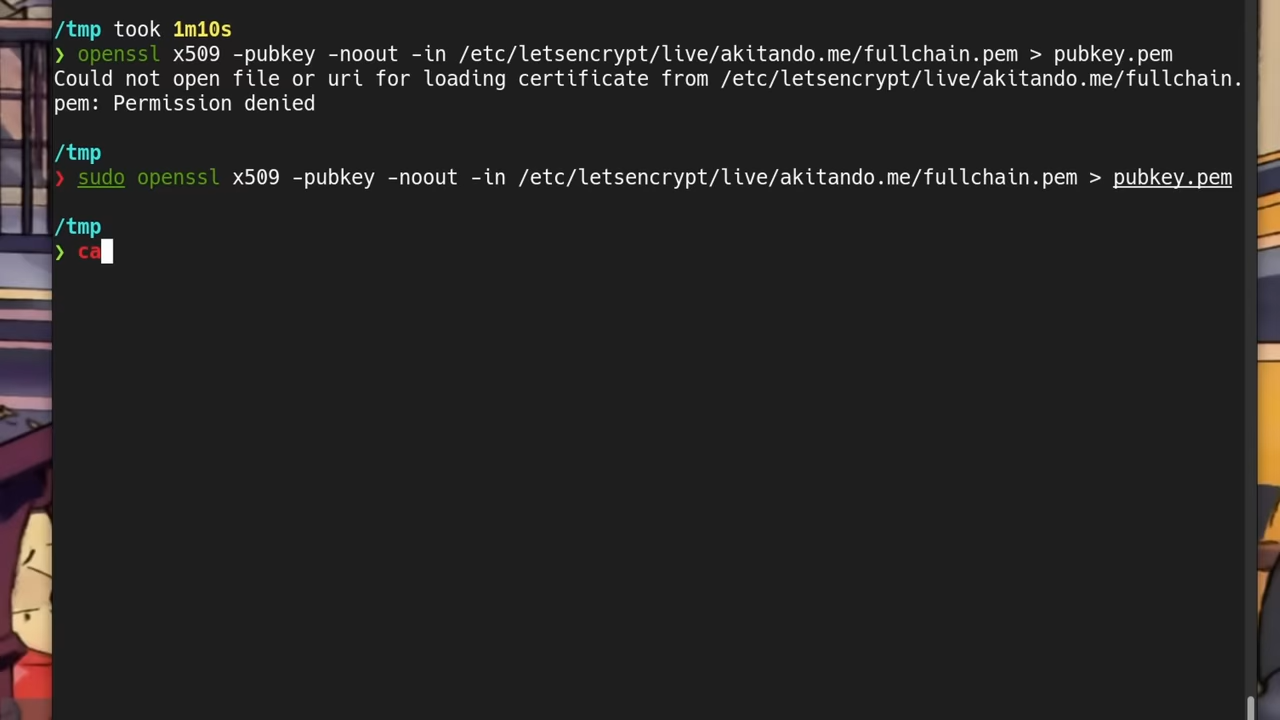 /tmp took 1m10s
❯ openssl x509 -pubkey -noout -in /etc/letsencrypt/live/akitando.me/fullchain.pem > pubkey.pem
Could not open file or uri for loading certificate from /etc/letsencrypt/live/akitando.me/fullchain.
pem: Permission denied
/tmp
❯ sudo openssl x509 -pubkey -noout -in /etc/letsencrypt/live/akitando.me/fullchain.pem > pubkey.pem
/tmp
❯ ca